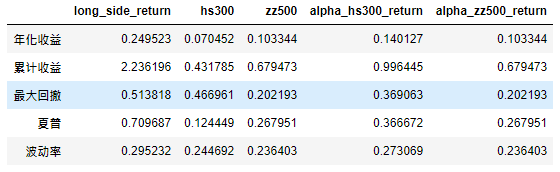 long_side_return hs300 zz500 alpha_hs300_return alpha_zz500_return
年化收益 0.249523 0.070452 0.103344 0.140127 0.103344
累计收益 2.236196 0.431785 0.679473 0.996445 0.679473
最大回撤 0.513818 0.466961 0.202193 0.369063 0.202193
夏普 0.709687 0.124449 0.267951 0.366672 0.267951
波动率 0.295232 0.244692 0.236403 0.273069 0.236403